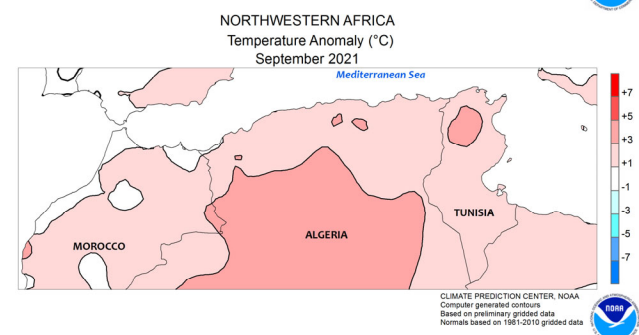 NORTHWESTERN AFRICA
Temperature Anomaly (°C)
September 2021
Mediterranean Sea
+7
+5
+3
+1
-1
-3
-5
-7
TUNISIA
ALGERIA
MOROCCO
CLIMATE PREDICTION CENTER, NOAA
Computer generated contours
Based on preliminary gridded data
Normals based on 1981-2010 gridded data
NOAA